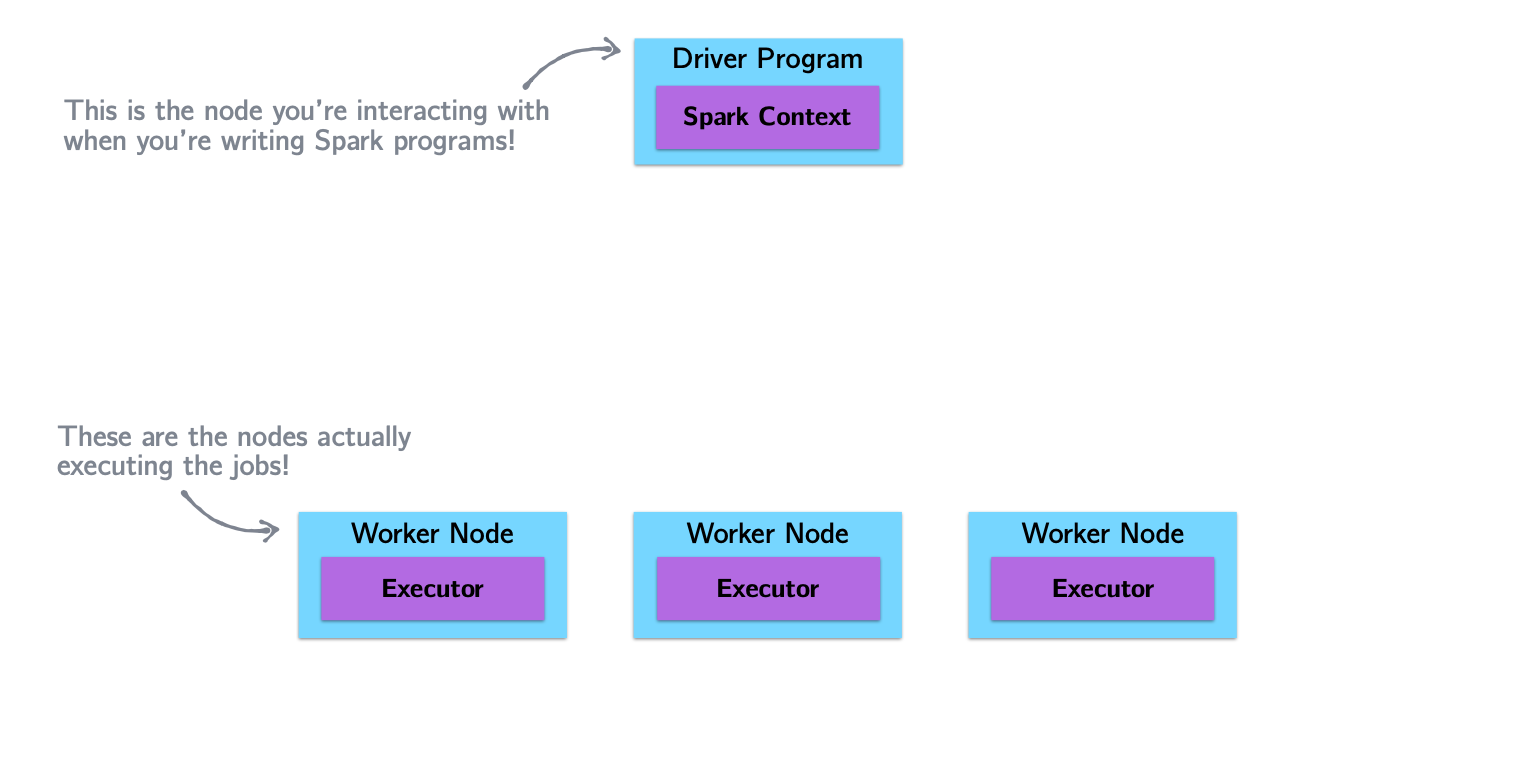 Driver Program
Spark Context
This is the node you're interacting with
when you're writing Spark programs!
These are the nodes actually
executing the jobs!
Worker Node
Executor
Worker Node
Executor
Worker Node
Executor